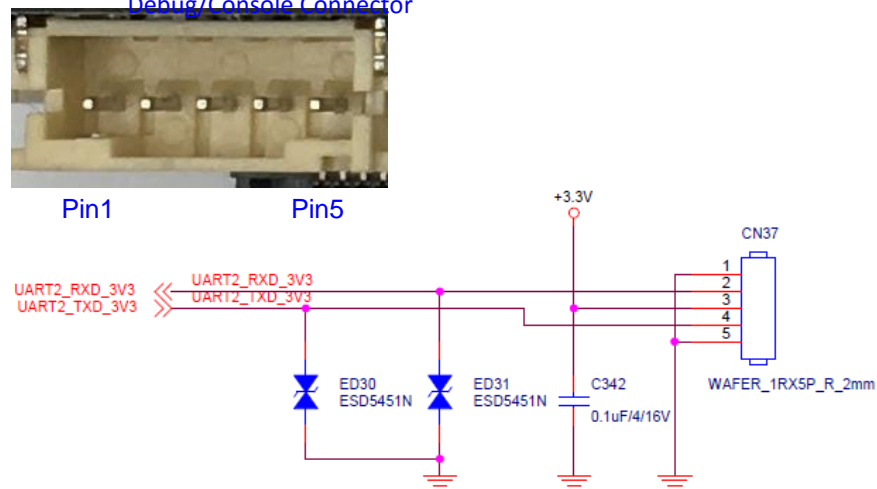 Debug/Console Connector
Pin1 Pin5
+3.3V
CN37
1
2
3
4
5
UART2_RXD_3V3
UART2_TXD_3V3
UART2_RXD_3V3
UART2_TXD_3V3
ED30
ESD5451N
ED31
ESD5451N
C342
0.1uF/4/16V
WAFER_1RX5P_R_2mm